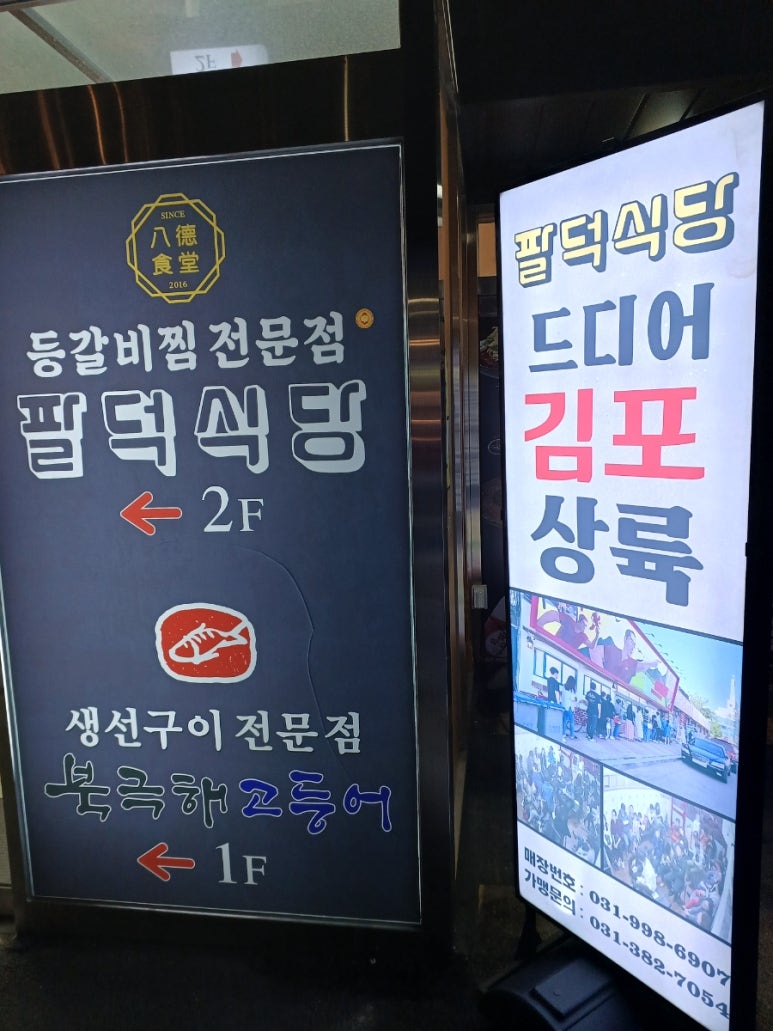 2F
SINCE
八德
食堂
2016
등갈비찜 전문점
팔덕식당
2F
생선구이 전문점
북극해 고등어
1F
팔덕식당
드디어
김포
상륙
매장번호 : 031-998-6907
가맹문의 : 031-382-7054